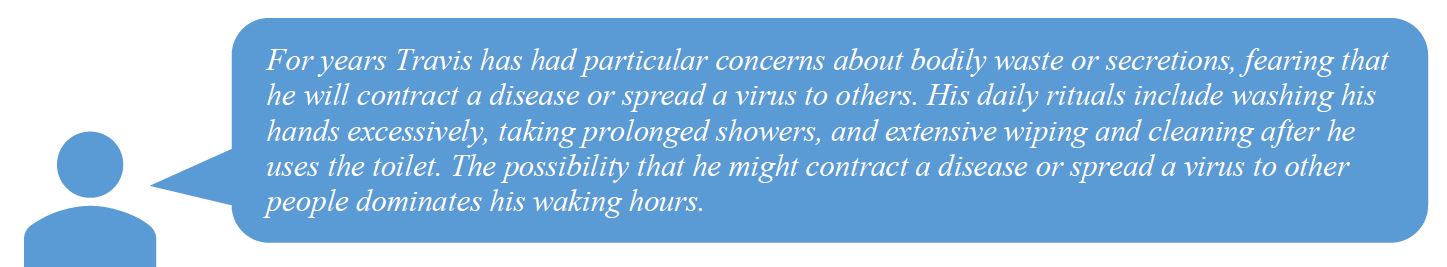 For years Travis has had particular concerns about bodily waste or secretions, fearing that
he will contract a disease or spread a virus to others. His daily rituals include washing his
hands excessively, taking prolonged showers, and extensive wiping and cleaning after he
uses the toilet. The possibility that he might contract a disease or spread a virus to other
people dominates his waking hours.